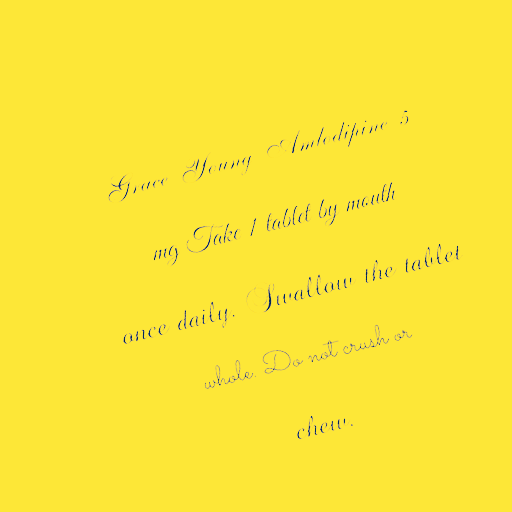 Grace Young Amlodipine 5
mg Take 1 tablet by mouth
once daily. Swallow the tablet
whole. Do not crush or
chew.